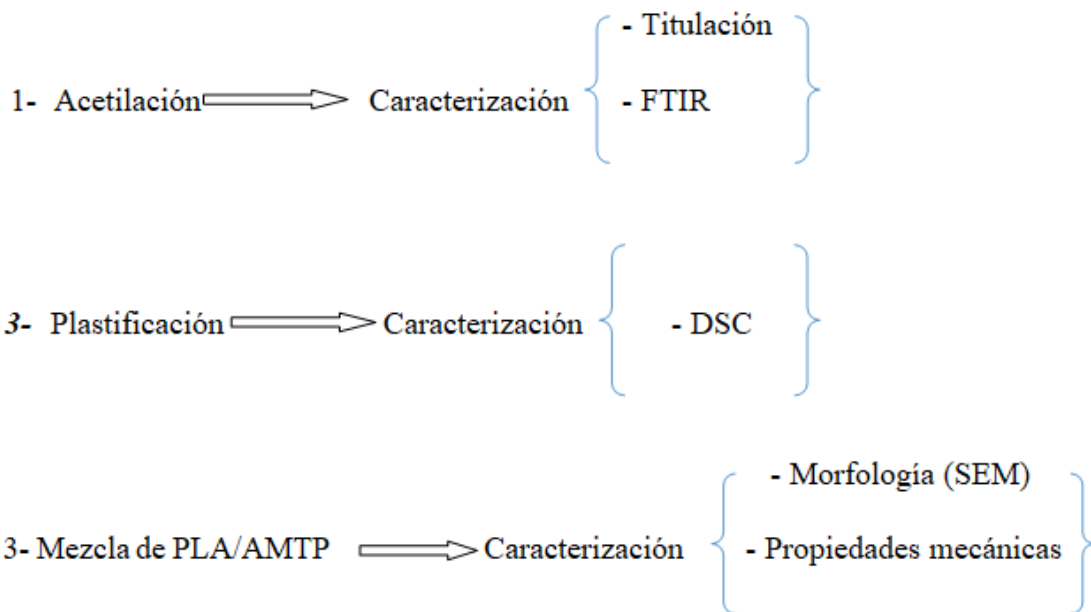 - Titulación
1- Acetilación Caracterización
- FTIR
3- Plastificación Caracterización - DSC
- Morfología (SEM)
3- Mezcla de PLA/AMTP Caracterización - Propiedades mecánicas